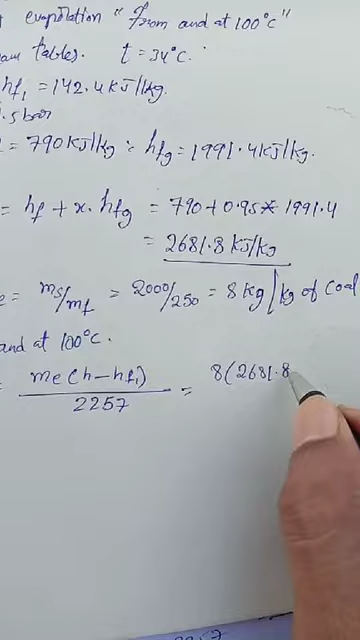 evapolation "from and at 100°c"
tables. t = 34°c.
hf1 = 142.4 kJ/kg.
.5 bar
= 790 kJ/kg ; hfg = 1991.4 kJ/kg.
= hf + x. hfg = 790 + 0.95 * 1991.4
= 2681.8 kJ/kg
e = ms/mf = 2000/250 = 8 kg/kg of Coal
and at 100°c.
= me (h - hf1) / 2257 = 8(2681.8